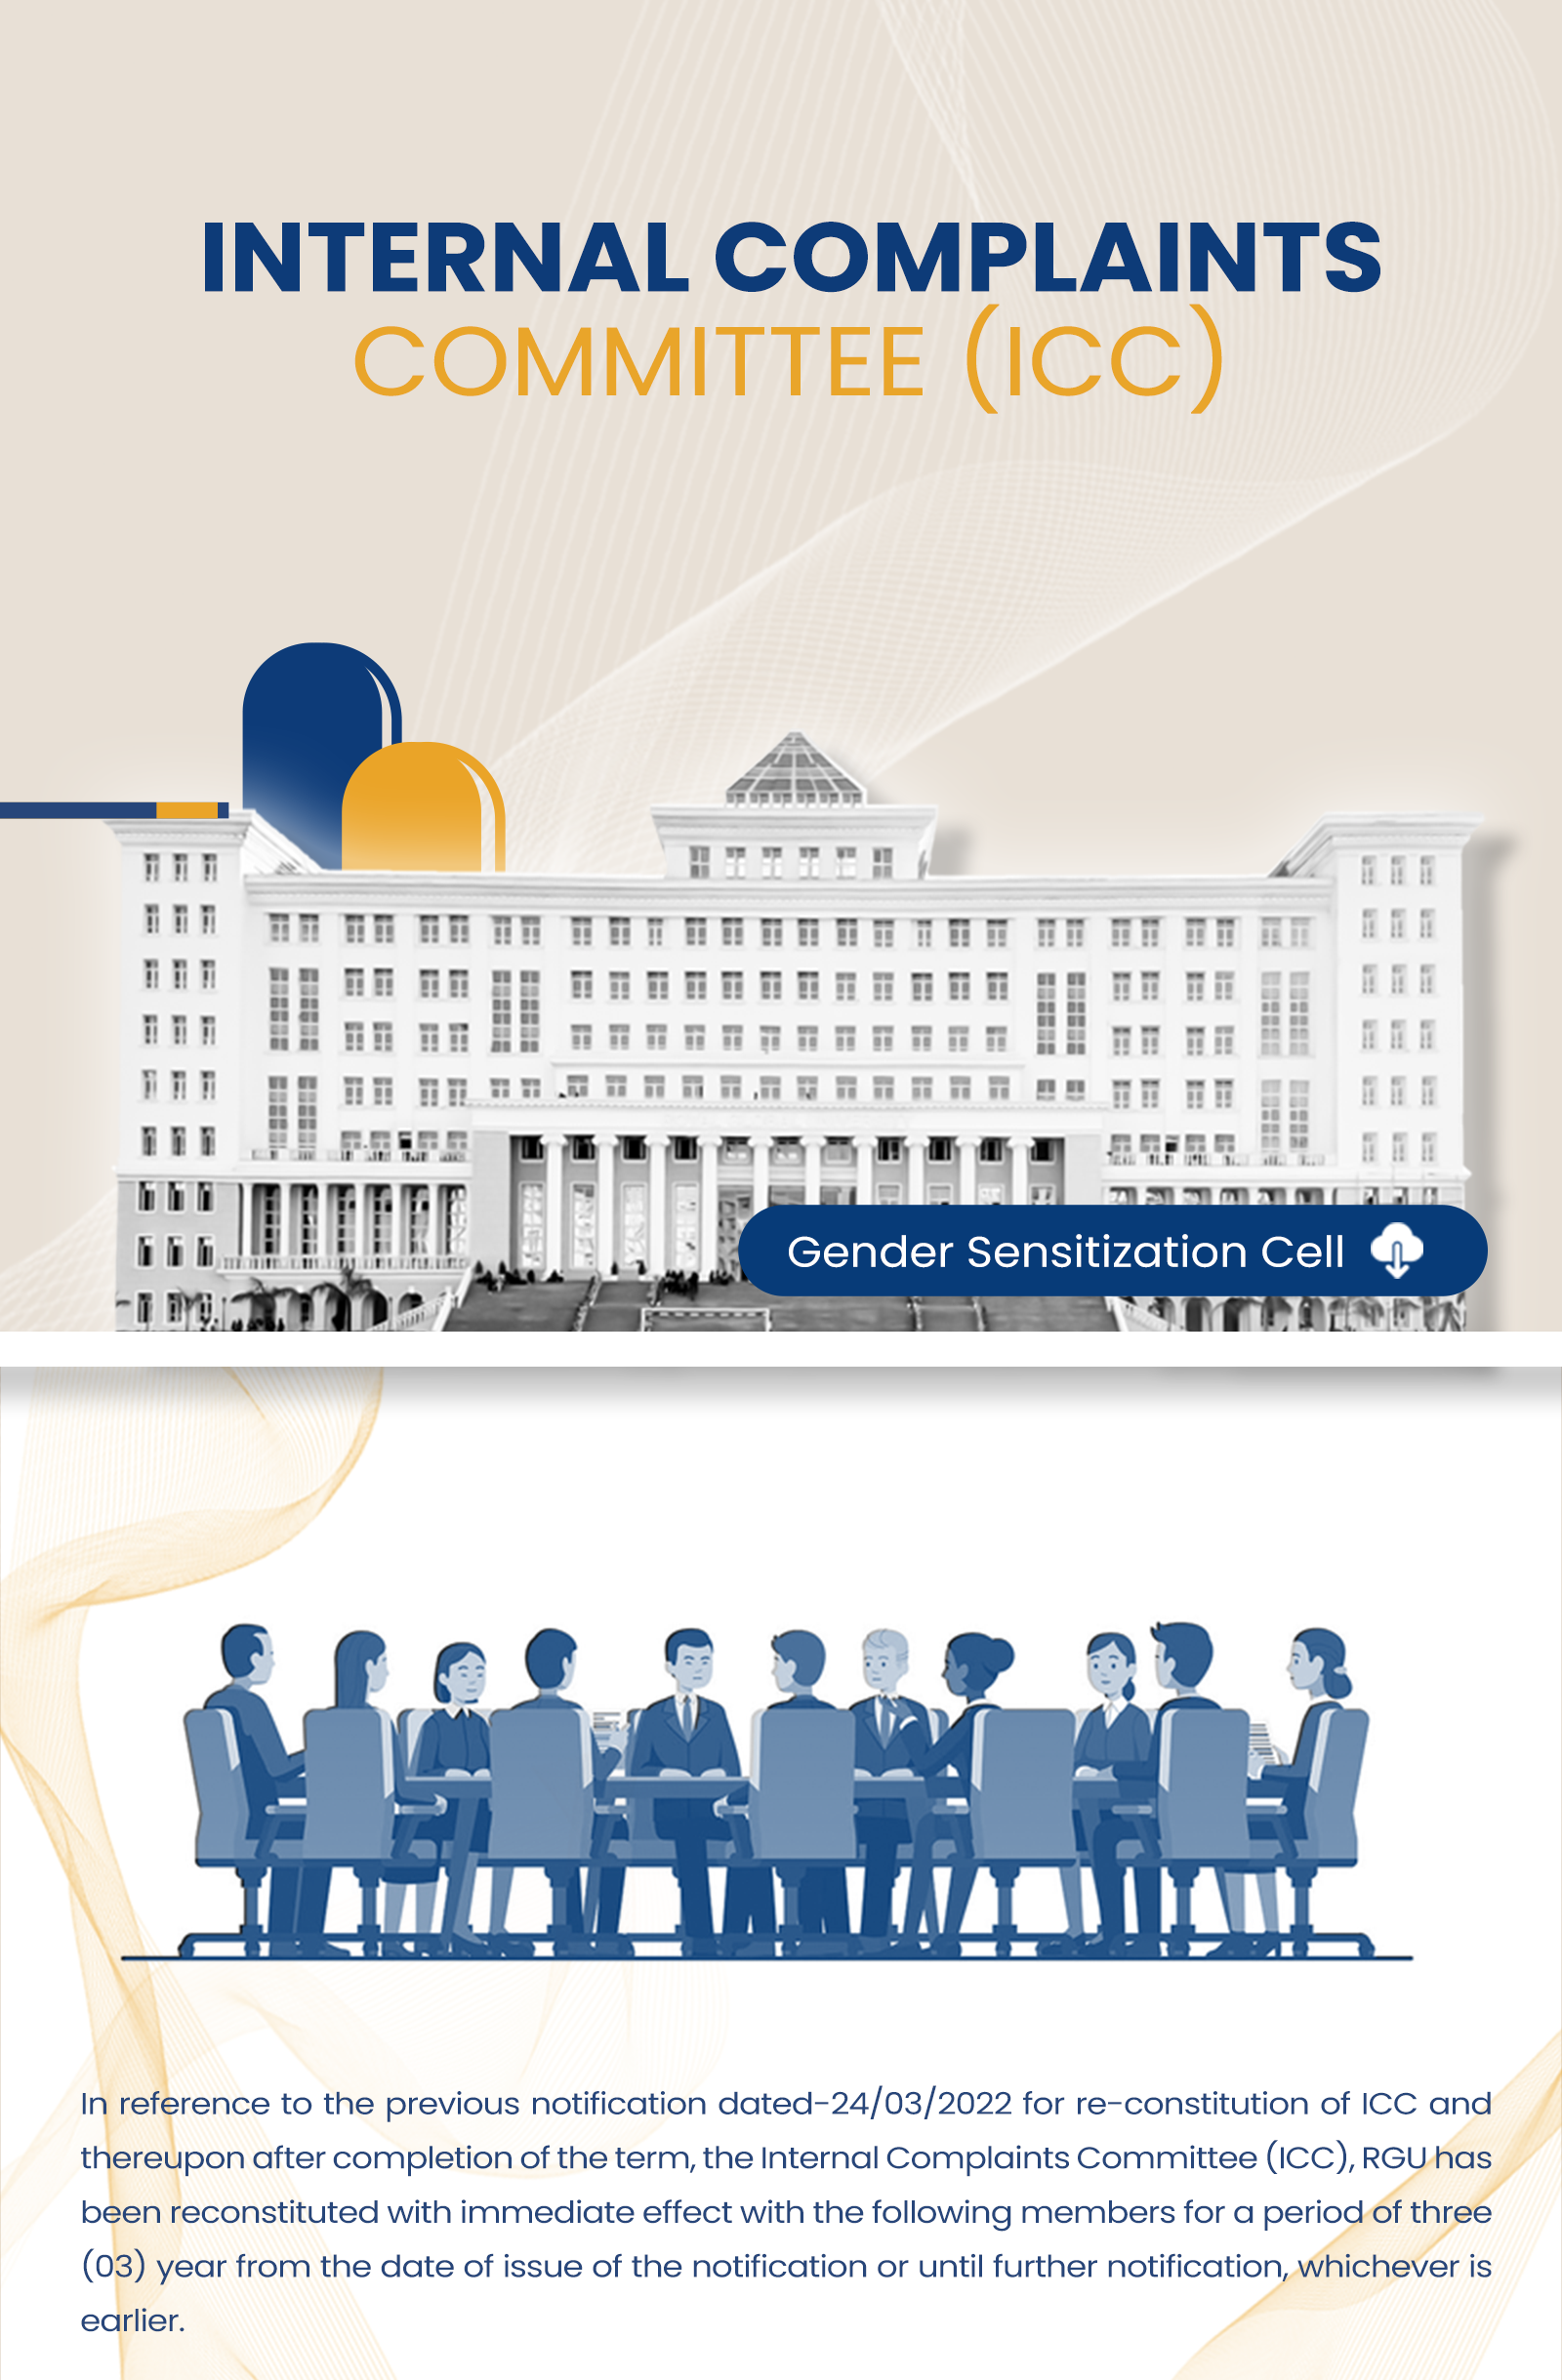 INTERNAL COMPLAINTS
COMMITTEE (ICC)
Gender Sensitization Cell
In reference to the previous notification dated-24/03/2022 for re-constitution of ICC and
thereupon after completion of the term, the Internal Complaints Committee (ICC), RGU has
been reconstituted with immediate effect with the following members for a period of three
(03) year from the date of issue of the notification or until further notification, whichever is
earlier.